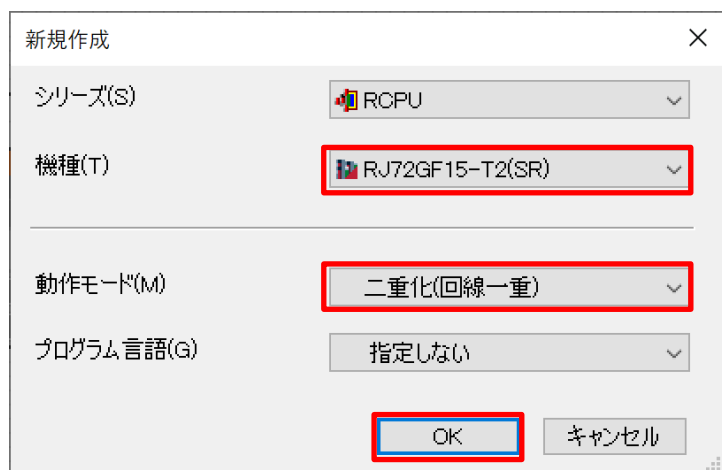 新規作成
シリーズ(S)
RCPU
機種(T)
RJ72GF15-T2(SR)
動作モード(M)
二重化(回線一重)
プログラム言語(G)
指定しない
OK
キャンセル